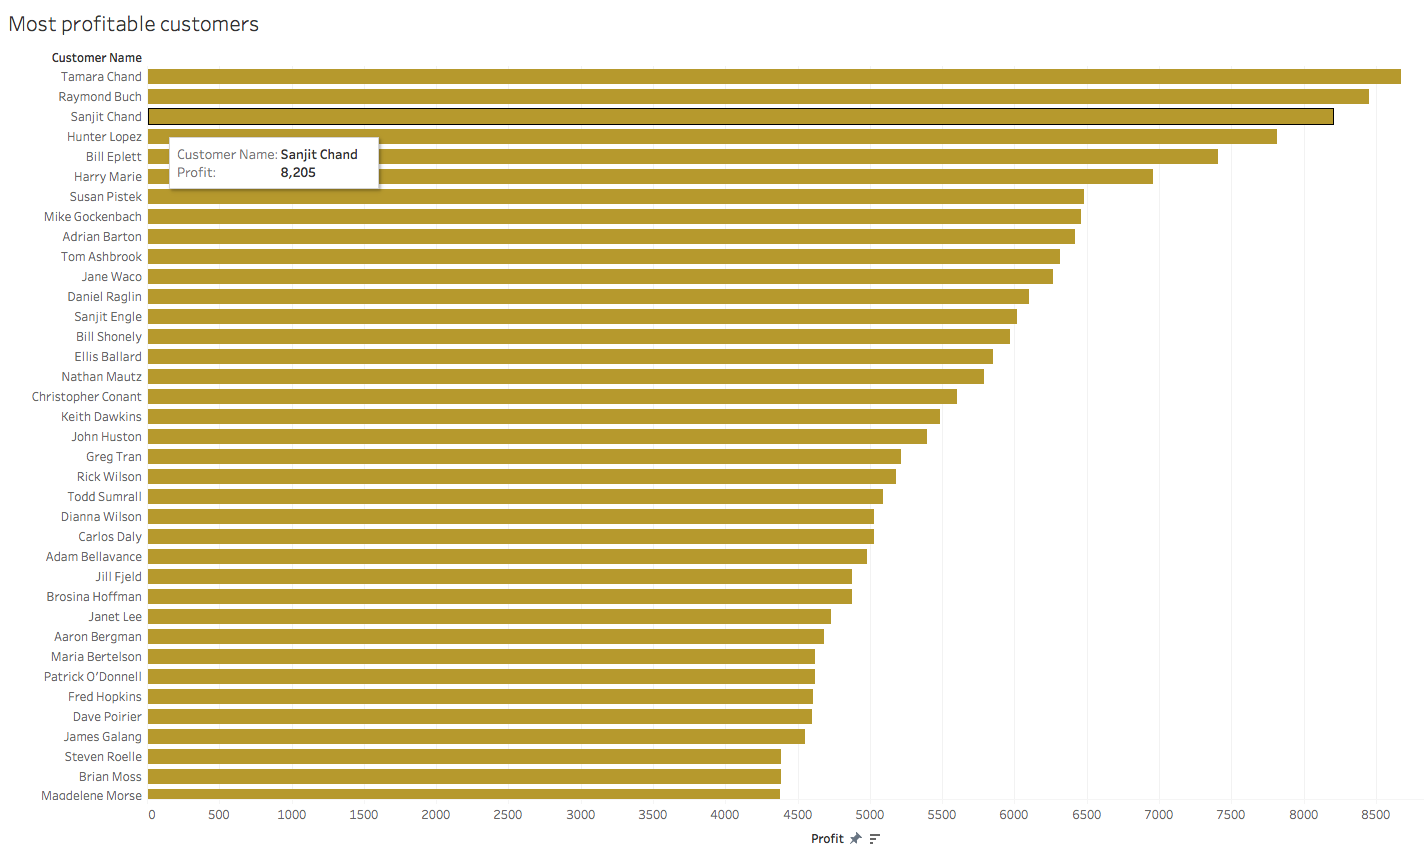 Most profitable customers
Customer Name
Tamara Chand
Raymond Buch
Sanjit Chand
Hunter Lopez
Customer Name: Sanjit Chand
Profit: 8,205
Bill Eplett
Harry Marie
Susan Pistek
Mike Gockenbach
Adrian Barton
Tom Ashbrook
Jane Waco
Daniel Raglin
Sanjit Engle
Bill Shonely
Ellis Ballard
Nathan Mautz
Christopher Conant
Keith Dawkins
John Huston
Greg Tran
Rick Wilson
Todd Sumrall
Dianna Wilson
Carlos Daly
Adam Bellavance
Jill Fjeld
Brosina Hoffman
Janet Lee
Aaron Bergman
Maria Bertelson
Patrick O'Donnell
Fred Hopkins
Dave Poirier
James Galang
Steven Roelle
Brian Moss
Magdelene Morse
0 500 1000 1500 2000 2500 3000 3500 4000 4500 5000 5500 6000 6500 7000 7500 8000 8500
Profit